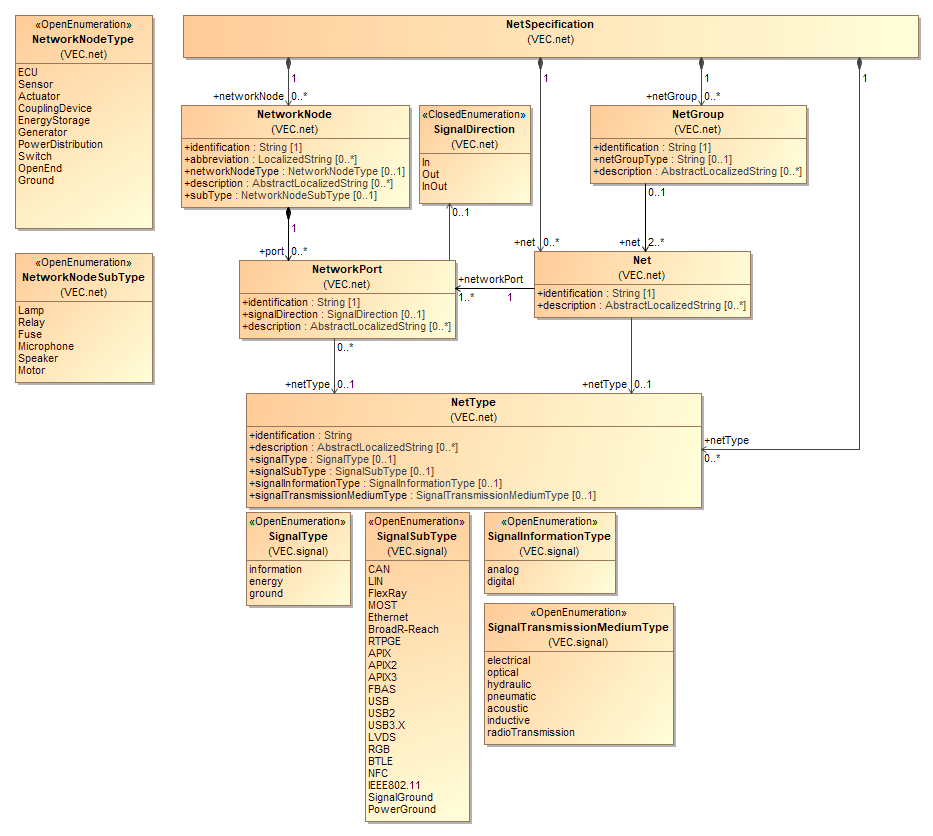 «OpenEnumeration»
NetworkNodeType
(VEC.net)
ECU
Sensor
Actuator
CouplingDevice
EnergyStorage
Generator
PowerDistribution
Switch
OpenEnd
Ground
«OpenEnumeration»
NetworkNodeSubType
(VEC.net)
Lamp
Relay
Fuse
Microphone
Speaker
Motor
NetSpecification
(VEC.net)
1
+networkNode 0..*
1
+net 0..*
1
+netGroup 0..*
1
+netType
0..*
NetworkNode
(VEC.net)
+identification : String [1]
+abbreviation : LocalizedString [0..*]
+networkNodeType : NetworkNodeType [0..1]
+description : AbstractLocalizedString [0..*]
+subType : NetworkNodeSubType [0..1]
«ClosedEnumeration»
SignalDirection
(VEC.net)
In
Out
InOut
0..1
NetGroup
(VEC.net)
+identification : String [1]
+netGroupType : String [0..1]
+description : AbstractLocalizedString [0..*]
0..1
+net 2..*
1
+port 0..*
NetworkPort
(VEC.net)
+identification : String [1]
+signalDirection : SignalDirection [0..1]
+description : AbstractLocalizedString [0..*]
+networkPort
1..* 1
Net
(VEC.net)
+identification : String [1]
+description : AbstractLocalizedString [0..*]
0..*
+netType 0..1
+netType 0..1
NetType
(VEC.net)
+identification : String
+description : AbstractLocalizedString [0..*]
+signalType : SignalType [0..1]
+signalSubType : SignalSubType [0..1]
+signalInformationType : SignalInformationType [0..1]
+signalTransmissionMediumType : SignalTransmissionMediumType [0..1]
«OpenEnumeration»
SignalType
(VEC.signal)
information
energy
ground
«OpenEnumeration»
SignalSubType
(VEC.signal)
CAN
LIN
FlexRay
MOST
Ethernet
BroadR-Reach
RTPGE
APIX
APIX2
APIX3
FBAS
USB
USB2
USB3.X
LVDS
RGB
BTLE
NFC
IEEE802.11
SignalGround
PowerGround
«OpenEnumeration»
SignalInformationType
(VEC.signal)
analog
digital
«OpenEnumeration»
SignalTransmissionMediumType
(VEC.signal)
electrical
optical
hydraulic
pneumatic
acoustic
inductive
radioTransmission